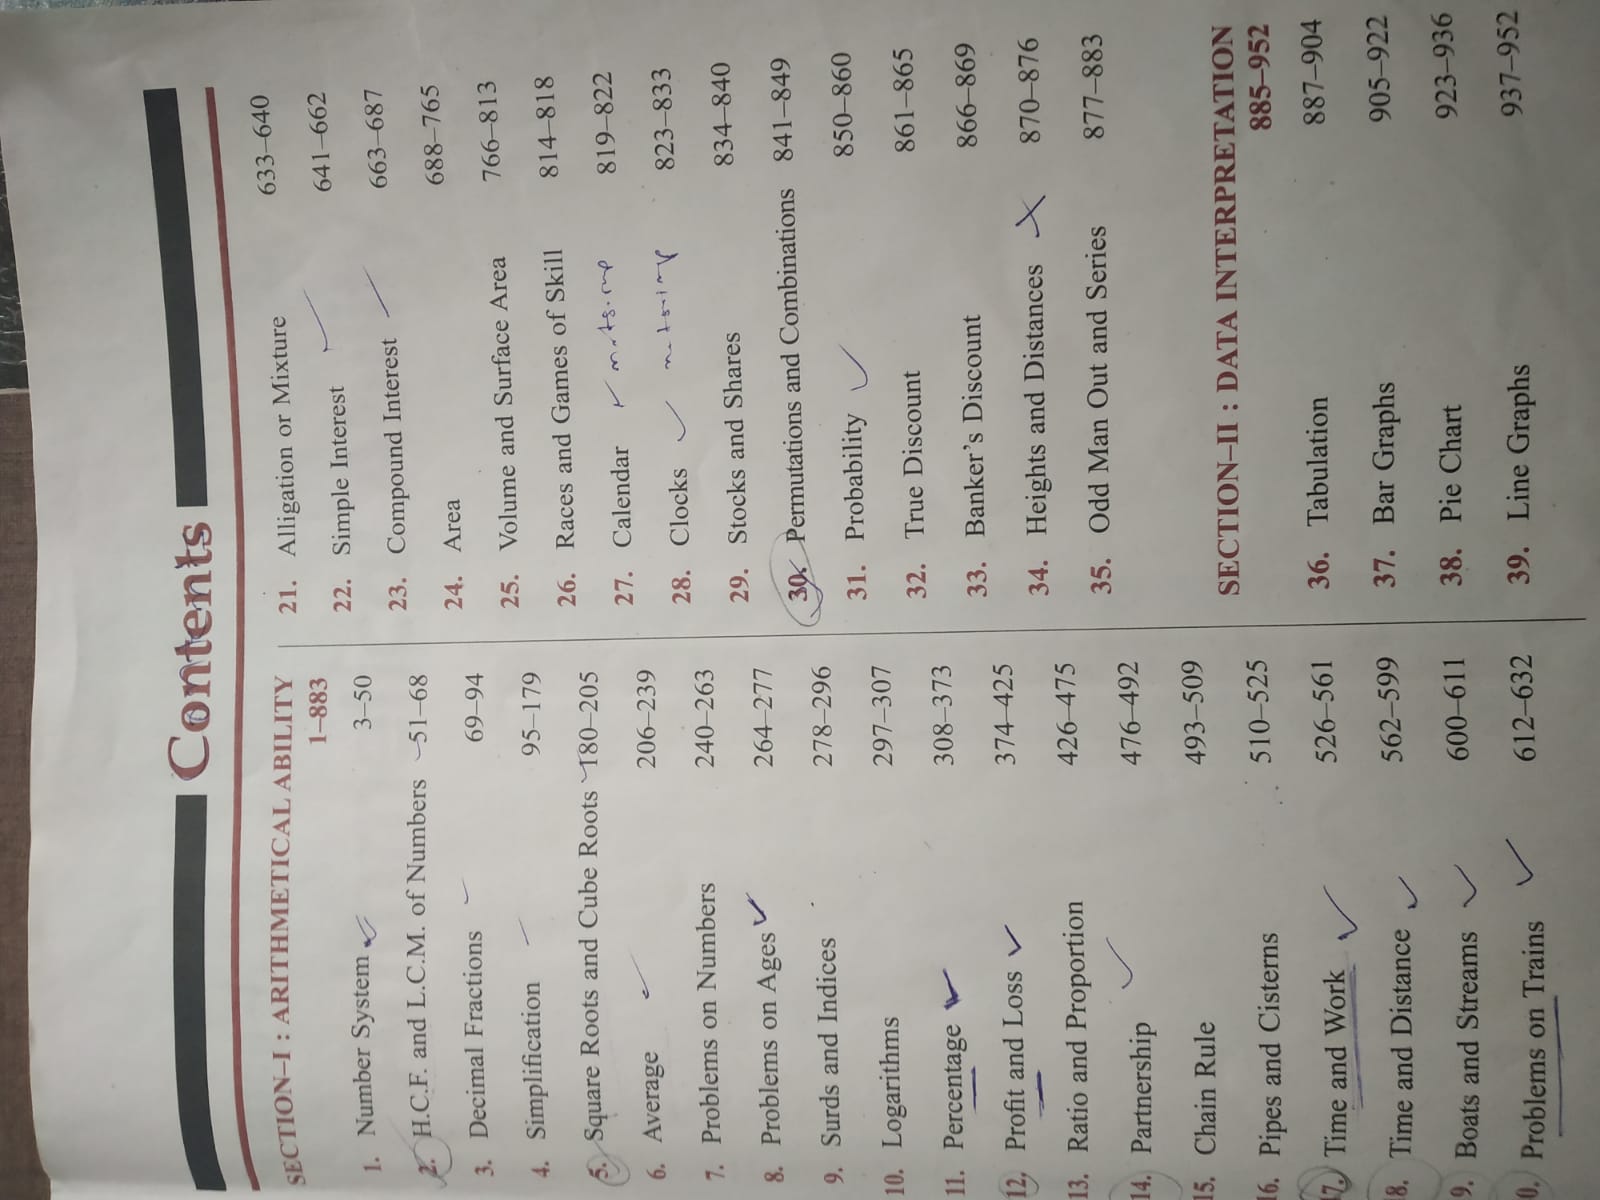 Contents
SECTION–I : ARITHMETICAL ABILITY
1–883
1. Number System 3–50
2. H.C.F. and L.C.M. of Numbers 51–68
3. Decimal Fractions 69–94
4. Simplification 95–179
5. Square Roots and Cube Roots 180–205
6. Average 206–239
7. Problems on Numbers 240–263
8. Problems on Ages 264–277
9. Surds and Indices 278–296
10. Logarithms 297–307
11. Percentage 308–373
12. Profit and Loss 374–425
13. Ratio and Proportion 426–475
14. Partnership 476–492
15. Chain Rule 493–509
16. Pipes and Cisterns 510–525
17. Time and Work 526–561
8. Time and Distance 562–599
9. Boats and Streams 600–611
0. Problems on Trains 612–632
21. Alligation or Mixture 633–640
22. Simple Interest 641–662
23. Compound Interest 663–687
24. Area 688–765
25. Volume and Surface Area 766–813
26. Races and Games of Skill 814–818
27. Calendar 819–822
28. Clocks 823–833
29. Stocks and Shares 834–840
30. Permutations and Combinations 841–849
31. Probability 850–860
32. True Discount 861–865
33. Banker's Discount 866–869
34. Heights and Distances 870–876
35. Odd Man Out and Series 877–883
SECTION–II : DATA INTERPRETATION
885–952
36. Tabulation 887–904
37. Bar Graphs 905–922
38. Pie Chart 923–936
39. Line Graphs 937–952